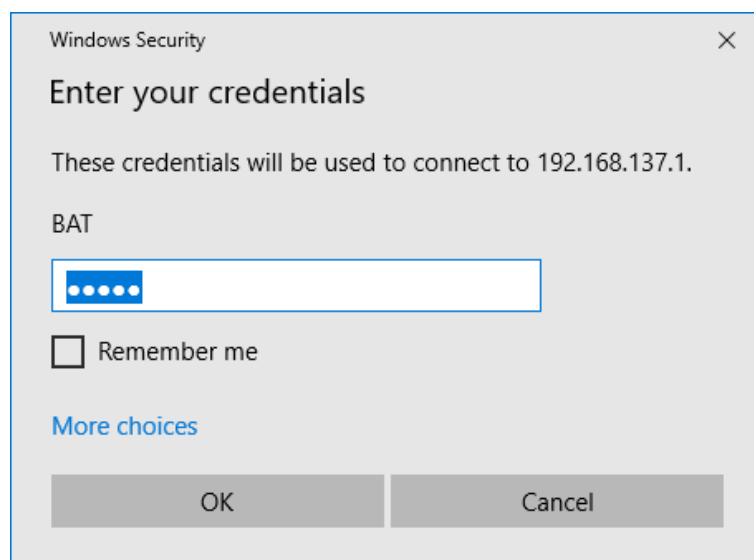 Windows Security
Enter your credentials
These credentials will be used to connect to 192.168.137.1.
BAT
●●●●●
Remember me
More choices
OK Cancel